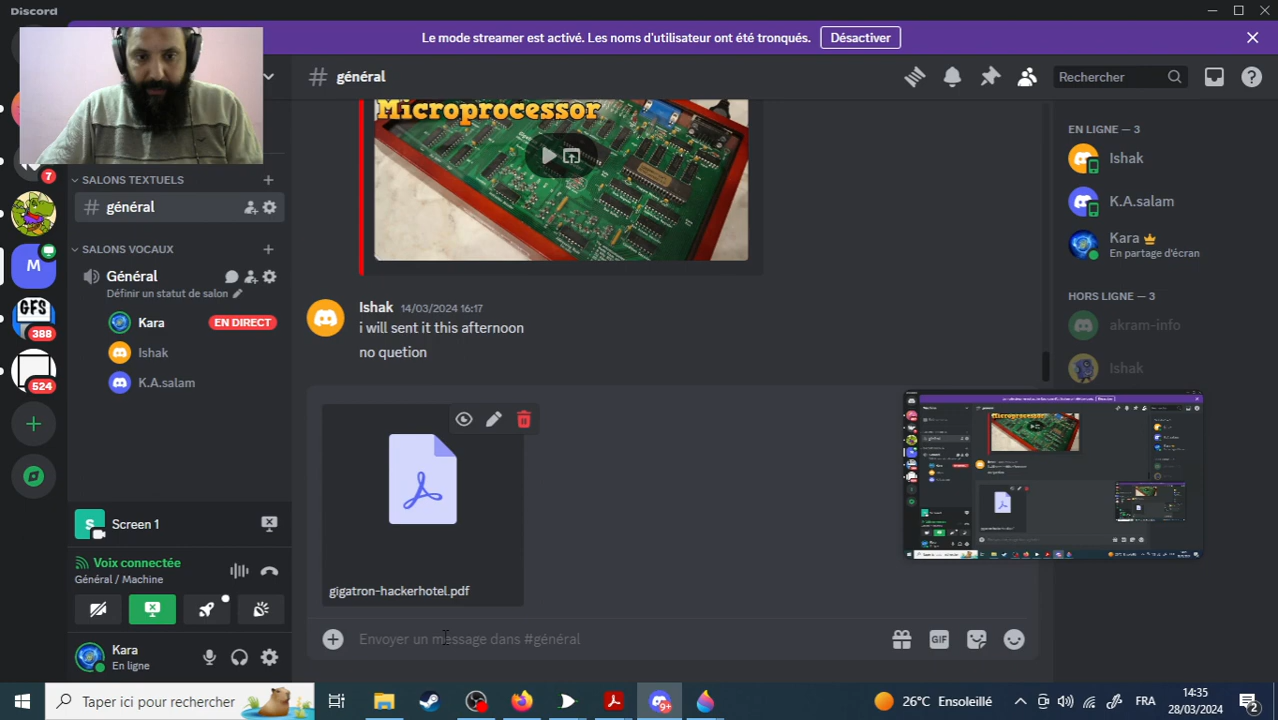 Discord
Le mode streamer est activé. Les noms d'utilisateur ont été tronqués.
Désactiver
général
Rechercher
SALONS TEXTUELS
# général
SALONS VOCAUX
Général
Définir un statut de salon
Kara
EN DIRECT
Ishak
K.A.salam
7
M
GFS
388
524
Microprocessor
Ishak 14/03/2024 16:17
i will sent it this afternoon
no quetion
gigatron-hackerhotel.pdf
Envoyer un message dans #général
GIF
EN LIGNE — 3
Ishak
K.A.salam
Kara
En partage d'écran
HORS LIGNE — 3
akram-info
Ishak
S
Screen 1
Voix connectée
Général / Machine
Kara
En ligne
Taper ici pour rechercher
9+
26°C Ensoleillé
FRA
14:35
28/03/2024
2